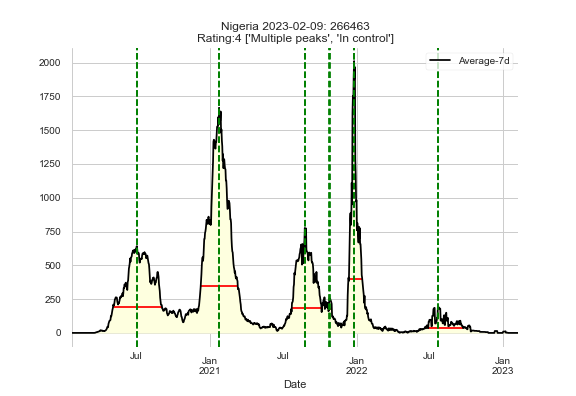 Nigeria 2023-02-09: 266463
Rating:4 ['Multiple peaks', 'In control']
Average-7d
2000
1750
1500
1250
1000
750
500
250
0
Jul
Jan
2021
Jul
Jan
2022
Jul
Jan
2023
Date